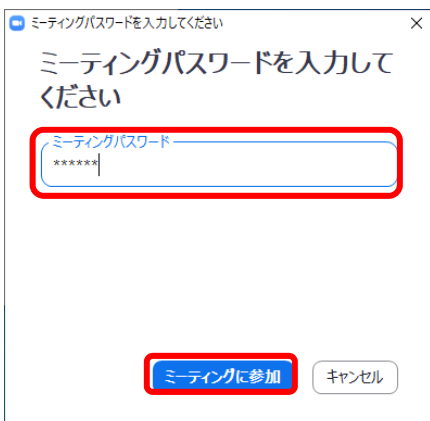 ミーティングパスワードを入力してください
ミーティングパスワードを入力して
ください
ミーティングパスワード
******
ミーティングに参加
キャンセル